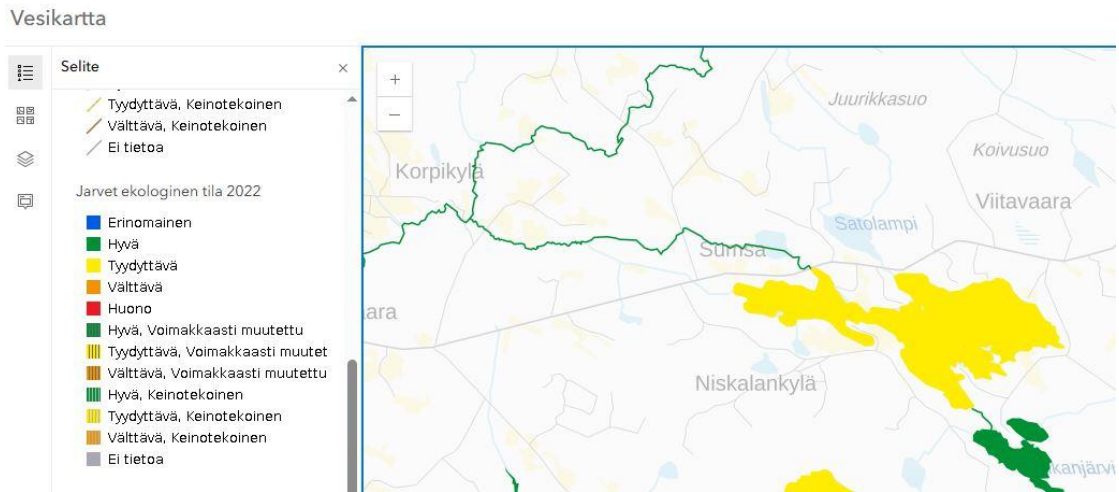 Vesikartta
Selite
×
Tyydyttävä, Keinotekoinen
Välttävä, Keinotekoinen
Ei tietoa
Jarvet ekologinen tila 2022
Erinomainen
Hyvä
Tyydyttävä
Välttävä
Huono
Hyvä, Voimakkaasti muutettu
Tyydyttävä, Voimakkaasti muutet
Välttävä, Voimakkaasti muutettu
Hyvä, Keinotekoinen
Tyydyttävä, Keinotekoinen
Välttävä, Keinotekoinen
Ei tietoa
+
−
Juurikkasuo
Koivusuo
Korpikylä
Viitavaara
Satolampi
Sumsa
ara
Niskalankylä
kanjärvi